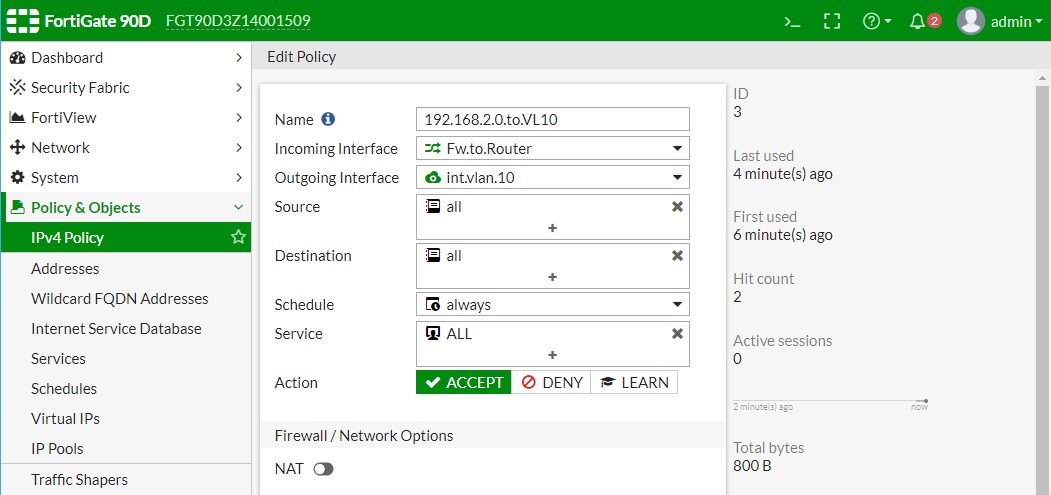 FortiGate 90D FGT90D3Z14001509
>_ 2 admin
Dashboard
Security Fabric
FortiView
Network
System
Policy & Objects
IPv4 Policy
Addresses
Wildcard FQDN Addresses
Internet Service Database
Services
Schedules
Virtual IPs
IP Pools
Traffic Shapers
Edit Policy
Name 192.168.2.0.to.VL10
Incoming Interface Fw.to.Router
Outgoing Interface int.vlan.10
Source all
+
Destination all
+
Schedule always
Service ALL
+
Action ACCEPT DENY LEARN
Firewall / Network Options
NAT
ID
3
Last used
4 minute(s) ago
First used
6 minute(s) ago
Hit count
2
Active sessions
0
2 minute(s) ago now
Total bytes
800 B